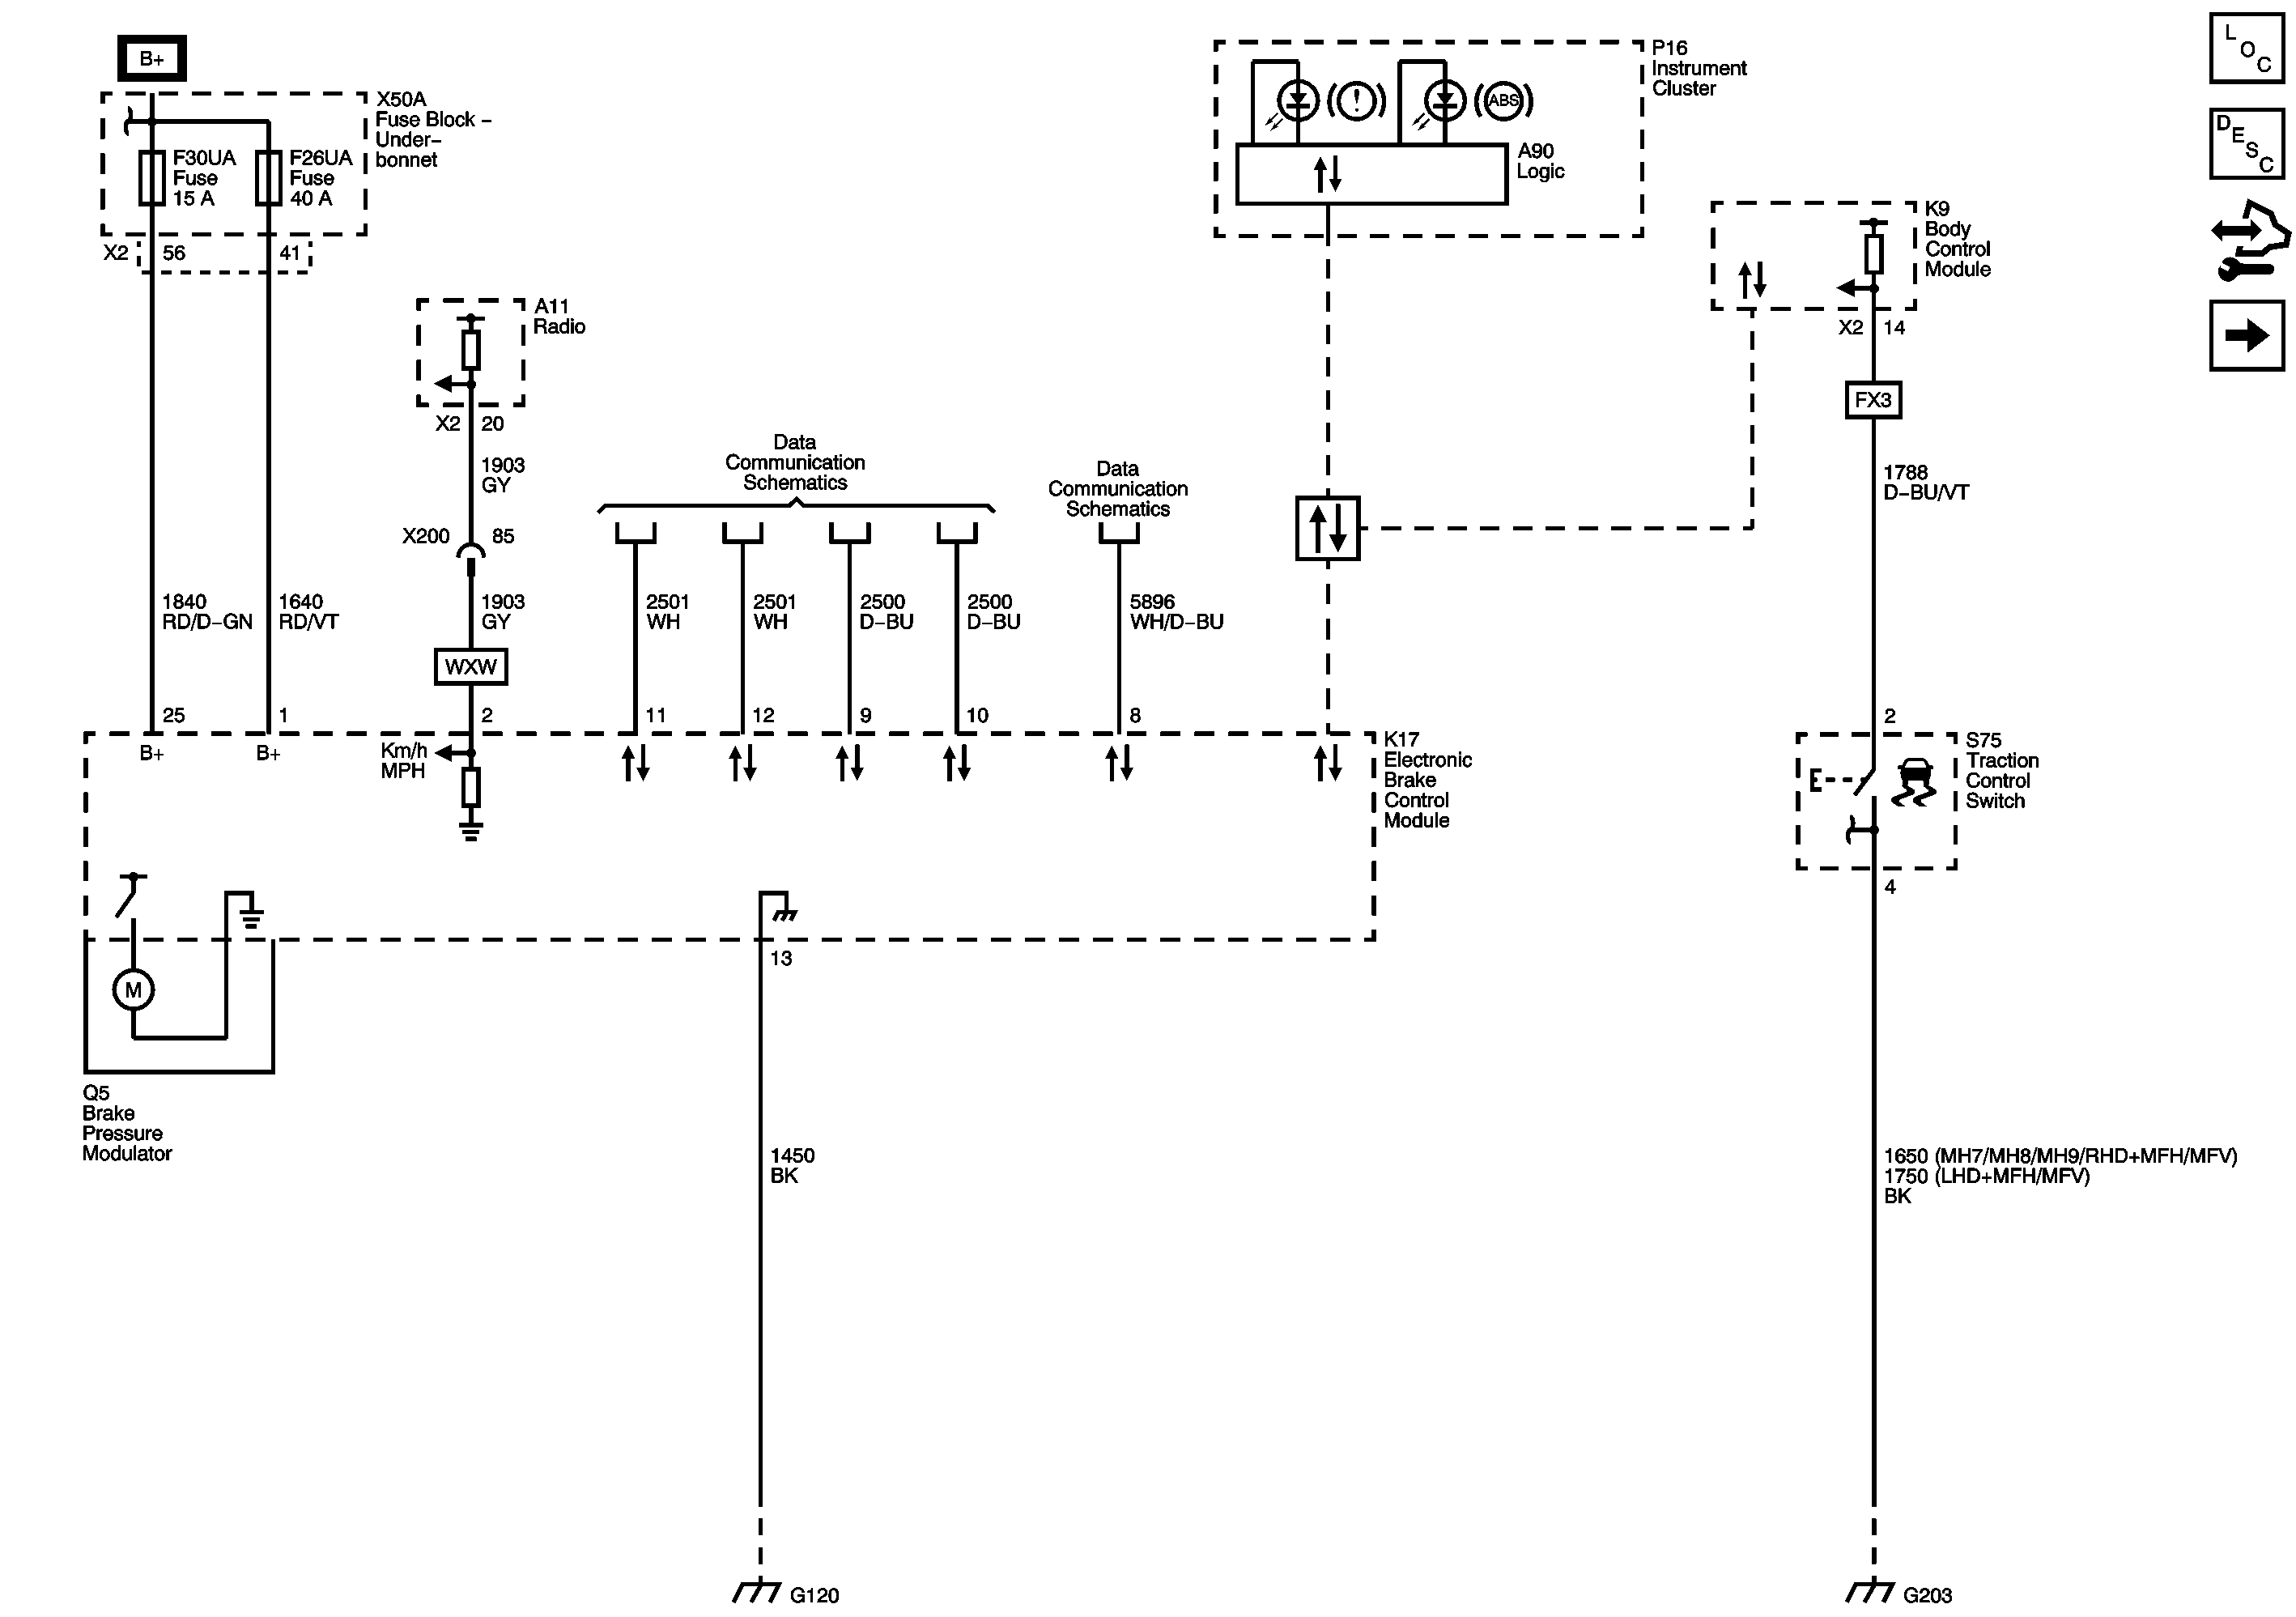 B+
X50A
Fuse Block –
Under–
bonnet
F30UA
Fuse
15 A
F26UA
Fuse
40 A
X2
56
41
A11
Radio
X2
20
1903
GY
X200
85
1903
GY
WXW
1840
RD/D–GN
1640
RD/VT
Data
Communication
Schematics
2501
WH
2501
WH
2500
D–BU
2500
D–BU
Data
Communication
Schematics
5896
WH/D–BU
P16
Instrument
Cluster
!
ABS
A90
Logic
K9
Body
Control
Module
X2
14
FX3
1788
D–BU/VT
LOC
DESC
25
1
2
11
12
9
10
8
B+
B+
Km/h
MPH
K17
Electronic
Brake
Control
Module
2
S75
Traction
Control
Switch
E
4
M
Q5
Brake
Pressure
Modulator
13
1450
BK
1650 (MH7/MH8/MH9/RHD+MFH/MFV)
1750 (LHD+MFH/MFV)
BK
G120
G203